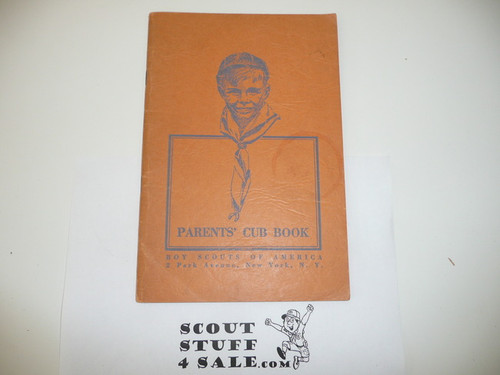 PARENTS' CUB BOOK
BOY SCOUTS OF AMERICA
2 Park Avenue, New York, N. Y.
SCOUT
STUFF
4 SALE.COM